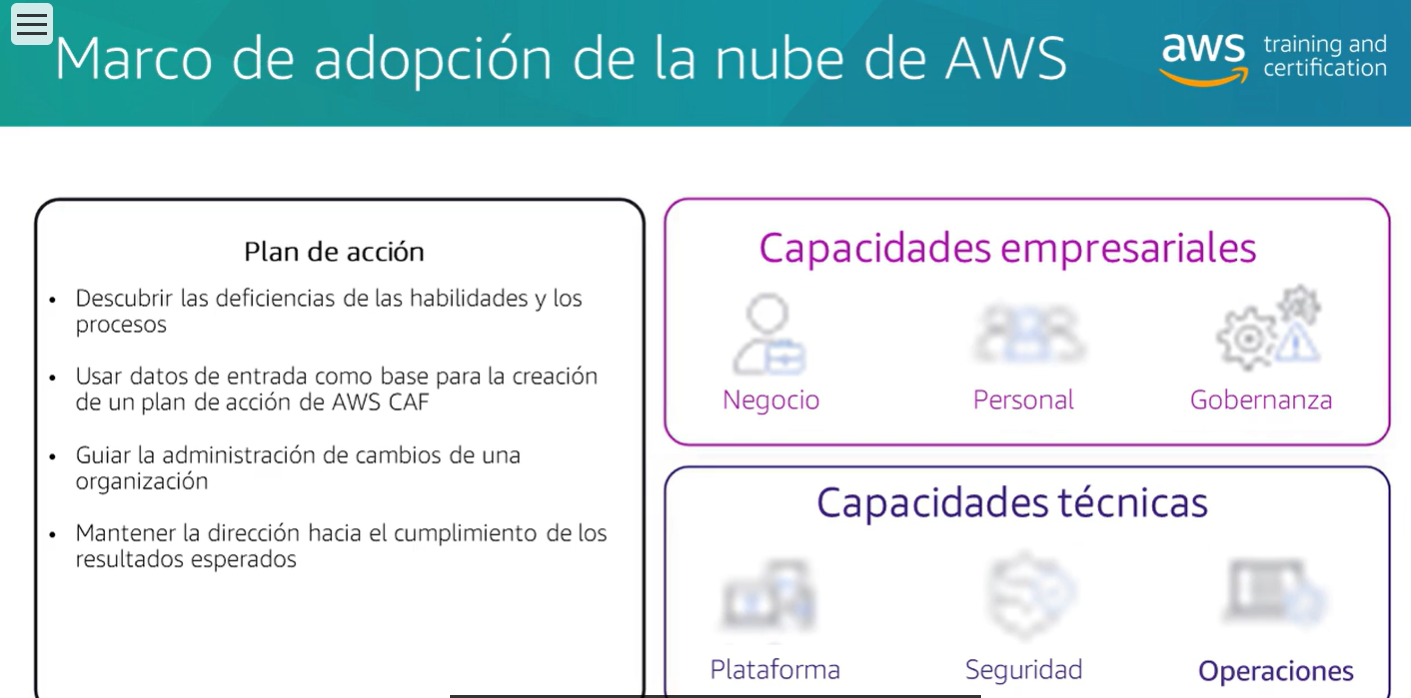 Marco de adopción de la nube de AWS
aws training and
certification
Plan de acción
• Descubrir las deficiencias de las habilidades y los
procesos
• Usar datos de entrada como base para la creación
de un plan de acción de AWS CAF
• Guiar la administración de cambios de una
organización
• Mantener la dirección hacia el cumplimiento de los
resultados esperados
Capacidades empresariales
Negocio
Personal
Gobernanza
Capacidades técnicas
Plataforma
Seguridad
Operaciones